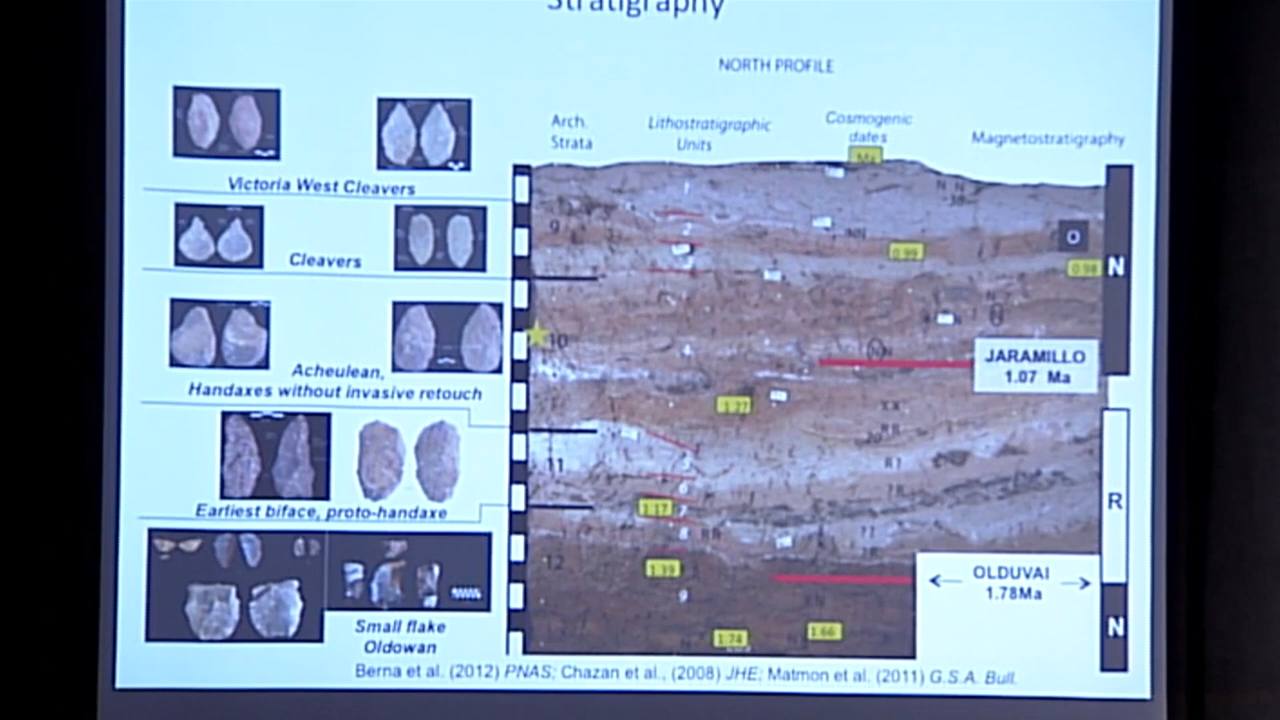 Stratigraphy
NORTH PROFILE
Arch.
Strata
Lithostratigraphic
Units
Cosmogenic
dates
Ma
Magnetostratigraphy
Victoria West Cleavers
Cleavers
Acheulean,
Handaxes without invasive retouch
Earliest biface, proto-handaxe
Small flake
Oldowan
9
10
11
12
0.99
0.98
1.27
1.17
1.39
1.74
1.66
O
N
JARAMILLO
1.07 Ma
R
OLDUVAI
1.78Ma
N
Berna et al. (2012) PNAS; Chazan et al., (2008) JHE; Matmon et al. (2011) G.S.A. Bull.